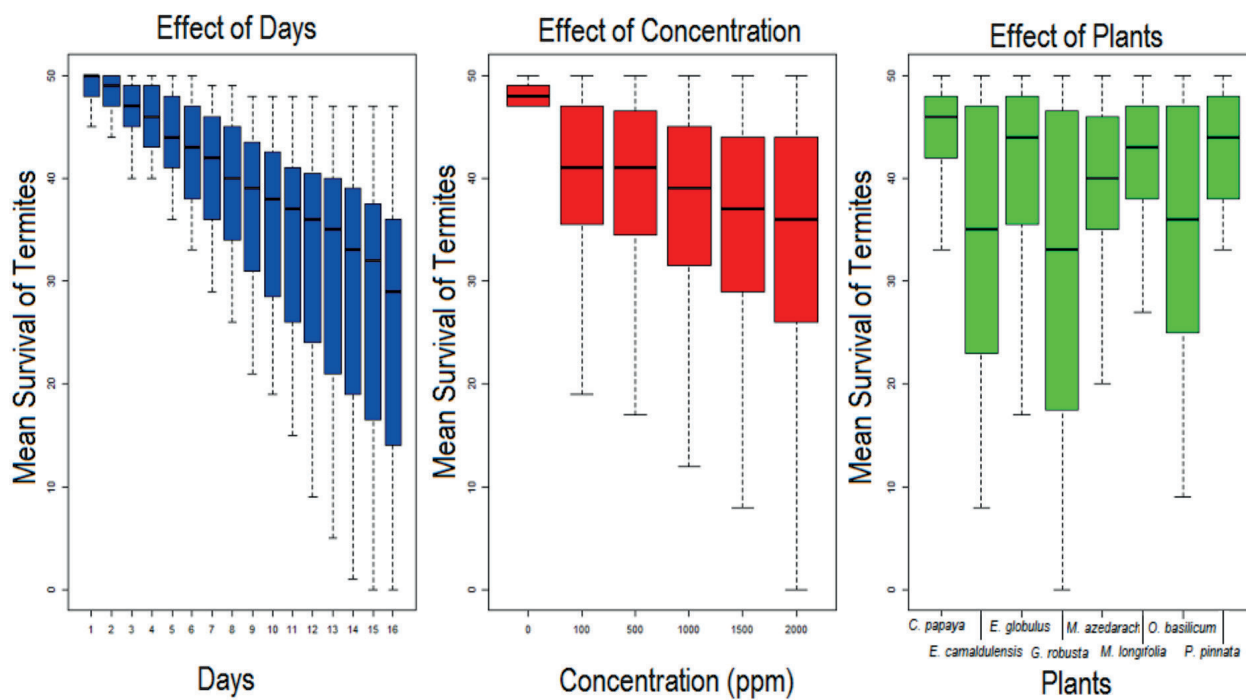 Effect of Days
Mean Survival of Termites
50
40
30
20
10
0
1 2 3 4 5 6 7 8 9 10 11 12 13 14 15 16
Days
Effect of Concentration
Mean Survival of Termites
50
40
30
20
10
0
0 100 500 1000 1500 2000
Concentration (ppm)
Effect of Plants
Mean Survival of Termites
50
40
30
20
10
0
C. papaya E. globulus M. azedarach O. basilicum
E. camaldulensis G. robusta M. longifolia P. pinnata
Plants